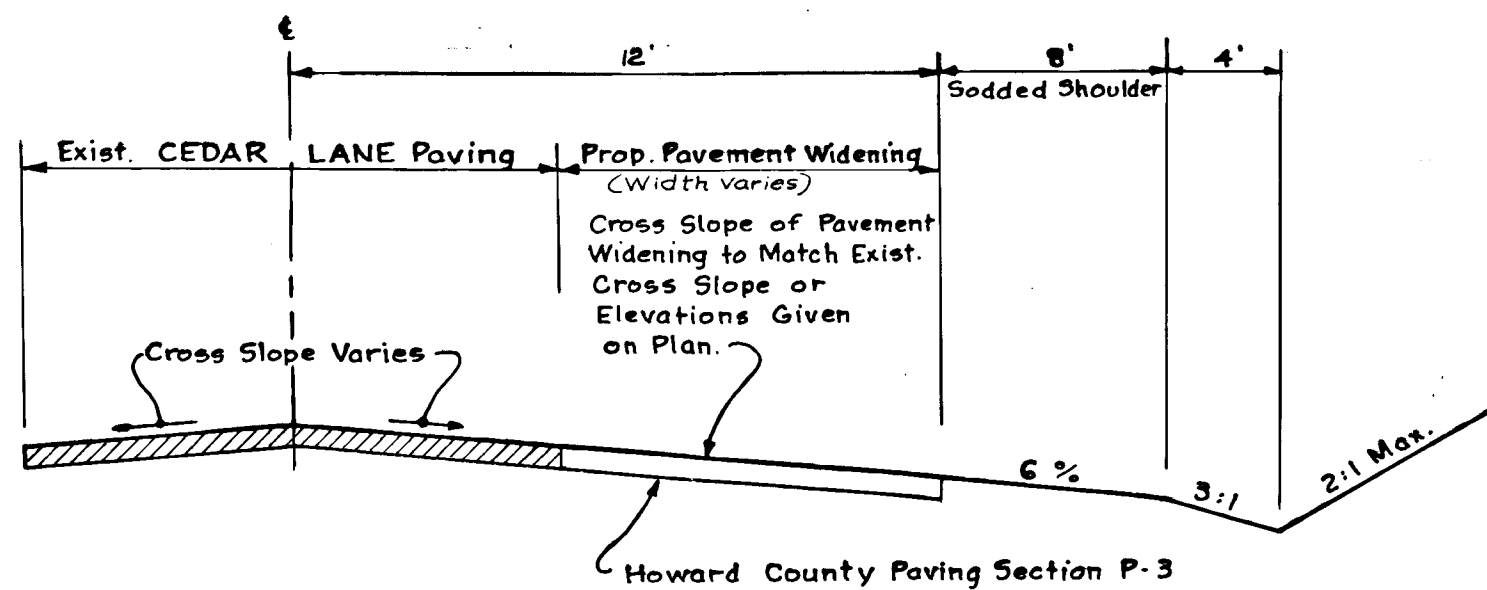 ℄
12'
8'
4'
Sodded Shoulder
Exist. CEDAR LANE Paving
Prop. Pavement Widening
(Width varies)
Cross Slope of Pavement
Widening to Match Exist.
Cross Slope or
Elevations Given
on Plan.
Cross Slope Varies
6 %
3:1
2:1 Max.
Howard County Paving Section P-3